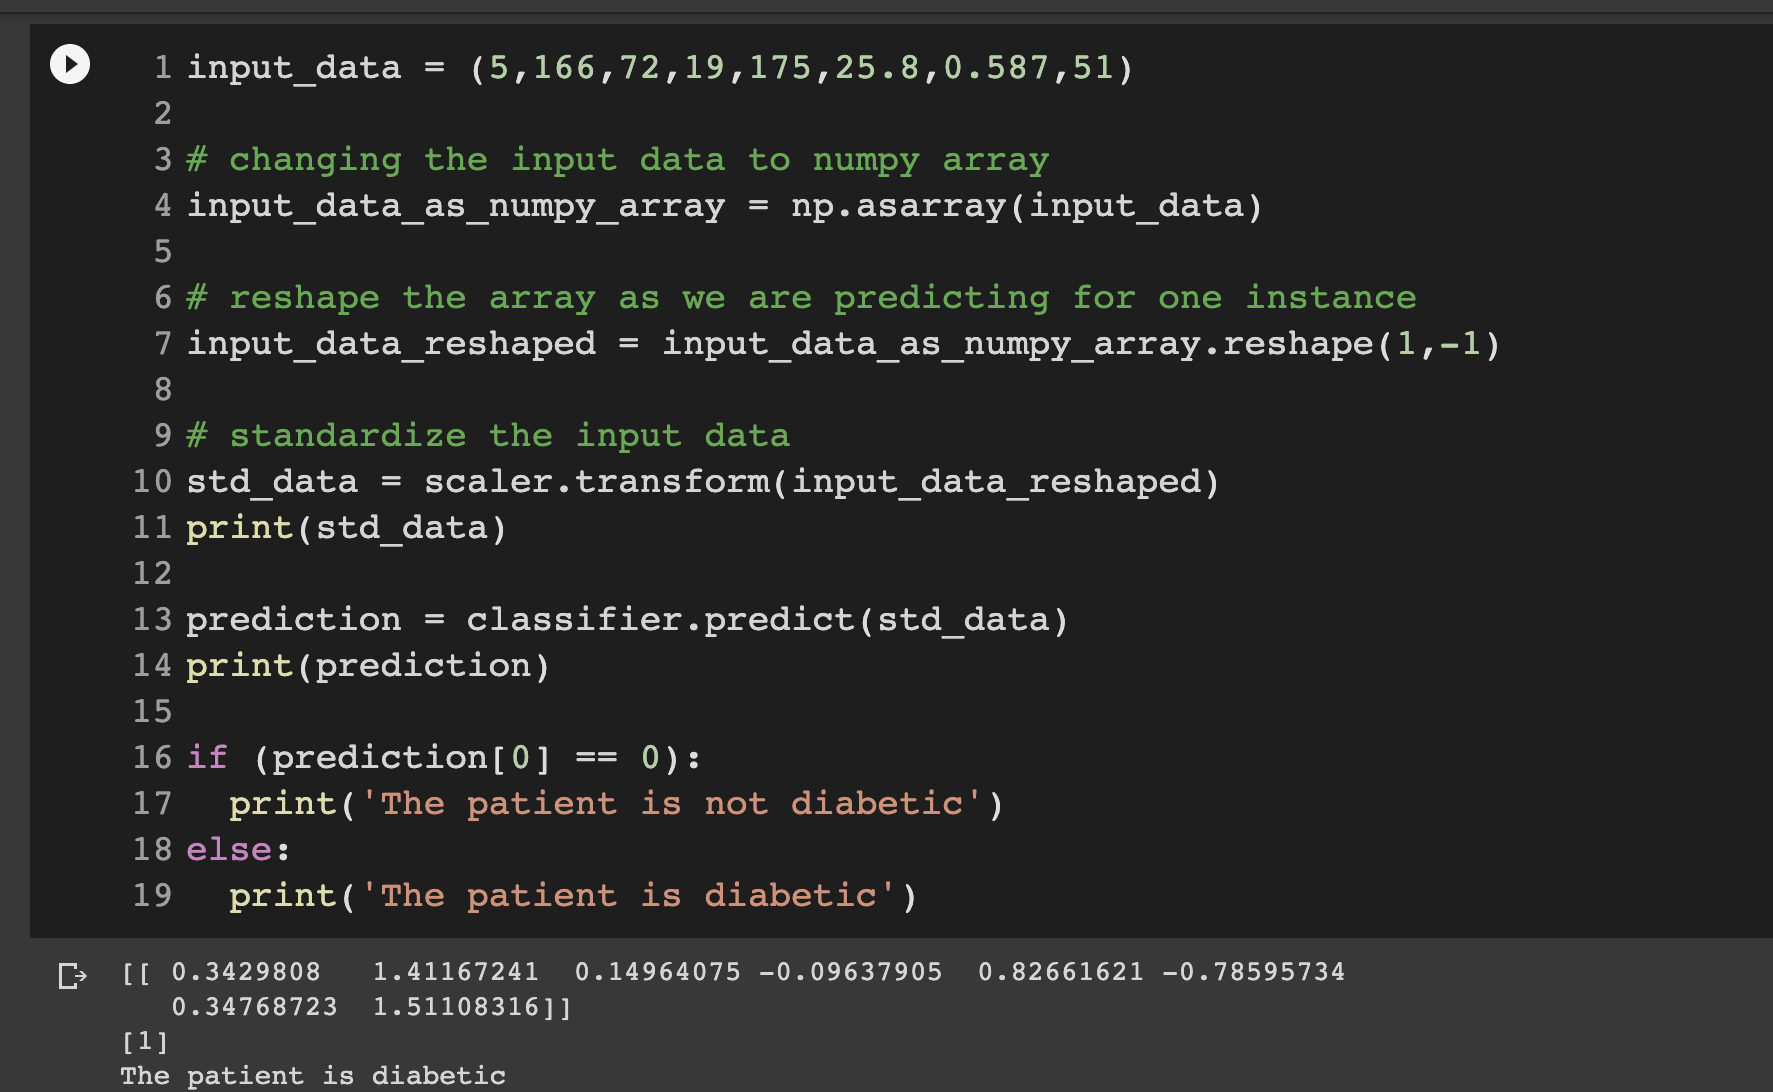 1 input_data = (5,166,72,19,175,25.8,0.587,51)
2
3 # changing the input data to numpy array
4 input_data_as_numpy_array = np.asarray(input_data)
5
6 # reshape the array as we are predicting for one instance
7 input_data_reshaped = input_data_as_numpy_array.reshape(1,-1)
8
9 # standardize the input data
10 std_data = scaler.transform(input_data_reshaped)
11 print(std_data)
12
13 prediction = classifier.predict(std_data)
14 print(prediction)
15
16 if (prediction[0] == 0):
17   print('The patient is not diabetic')
18 else:
19   print('The patient is diabetic')
[[ 0.3429808   1.41167241  0.14964075 -0.09637905  0.82661621 -0.78595734
   0.34768723  1.51108316]]
[1]
The patient is diabetic